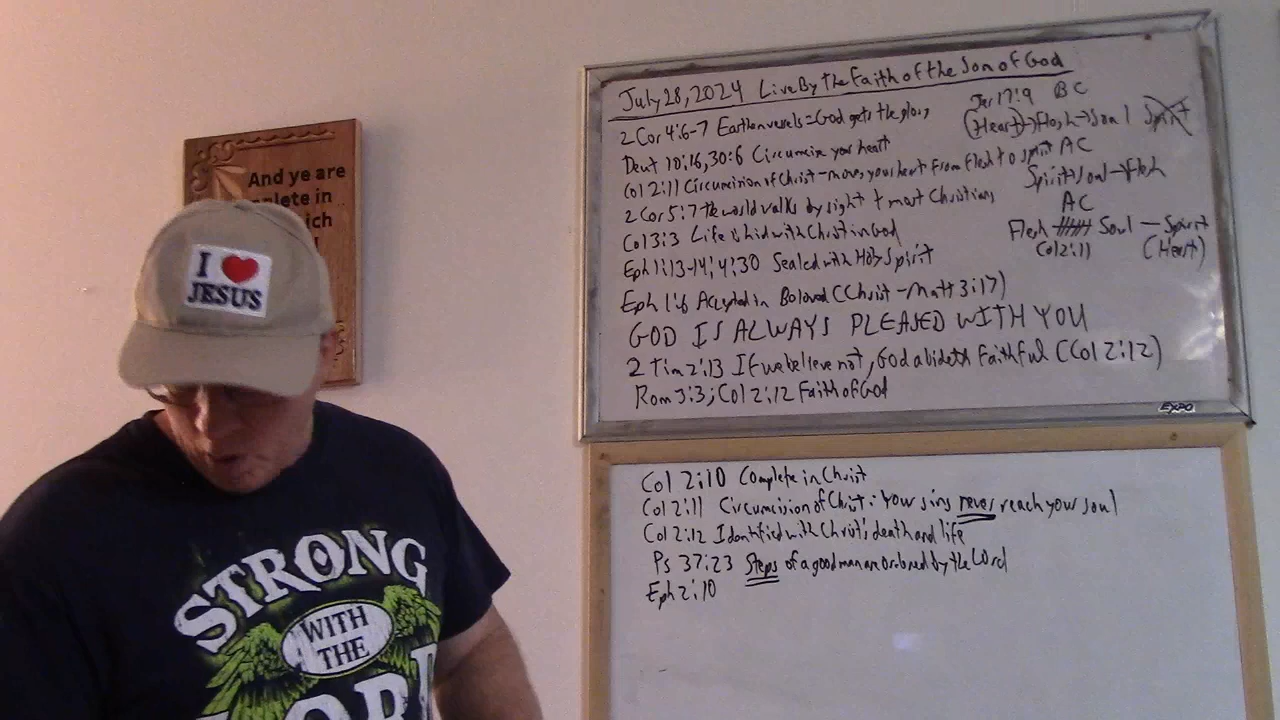 And ye are
complete in
which
I ❤ JESUS
STRONG
WITH
THE
LORD
July 28, 2024 Live By The Faith of the Son of God
2 Cor 4:6-7 Earthen vessels = God gets the glory
Deut 10:16, 30:6 Circumcise your heart
Col 2:11 Circumcision of Christ - moves your heart from Flesh to spirit
2 Cor 5:7 the world walks by sight + most Christians
Col 3:3 Life is hid with Christ in God
Eph 1:13-14; 4:30 Sealed with Holy Spirit
Eph 1:6 Accepted in Beloved (Christ - Matt 3:17)
GOD IS ALWAYS PLEASED WITH YOU
2 Tim 2:13 If we believe not, God abideth Faithful (Col 2:12)
Rom 3:3; Col 2:12 Faith of God
Jer 17:9 BC
(Heart) → Flesh → Soul Spirit
AC
Spirit → Soul → Flesh
AC
Flesh Soul - Spirit
Col 2:11 (Heart)
EXPO
Col 2:10 Complete in Christ
Col 2:11 Circumcision of Christ: Your sins never reach your soul
Col 2:12 Identified with Christ's death and life
Ps 37:23 Steps of a good man are ordered by the Lord
Eph 2:10